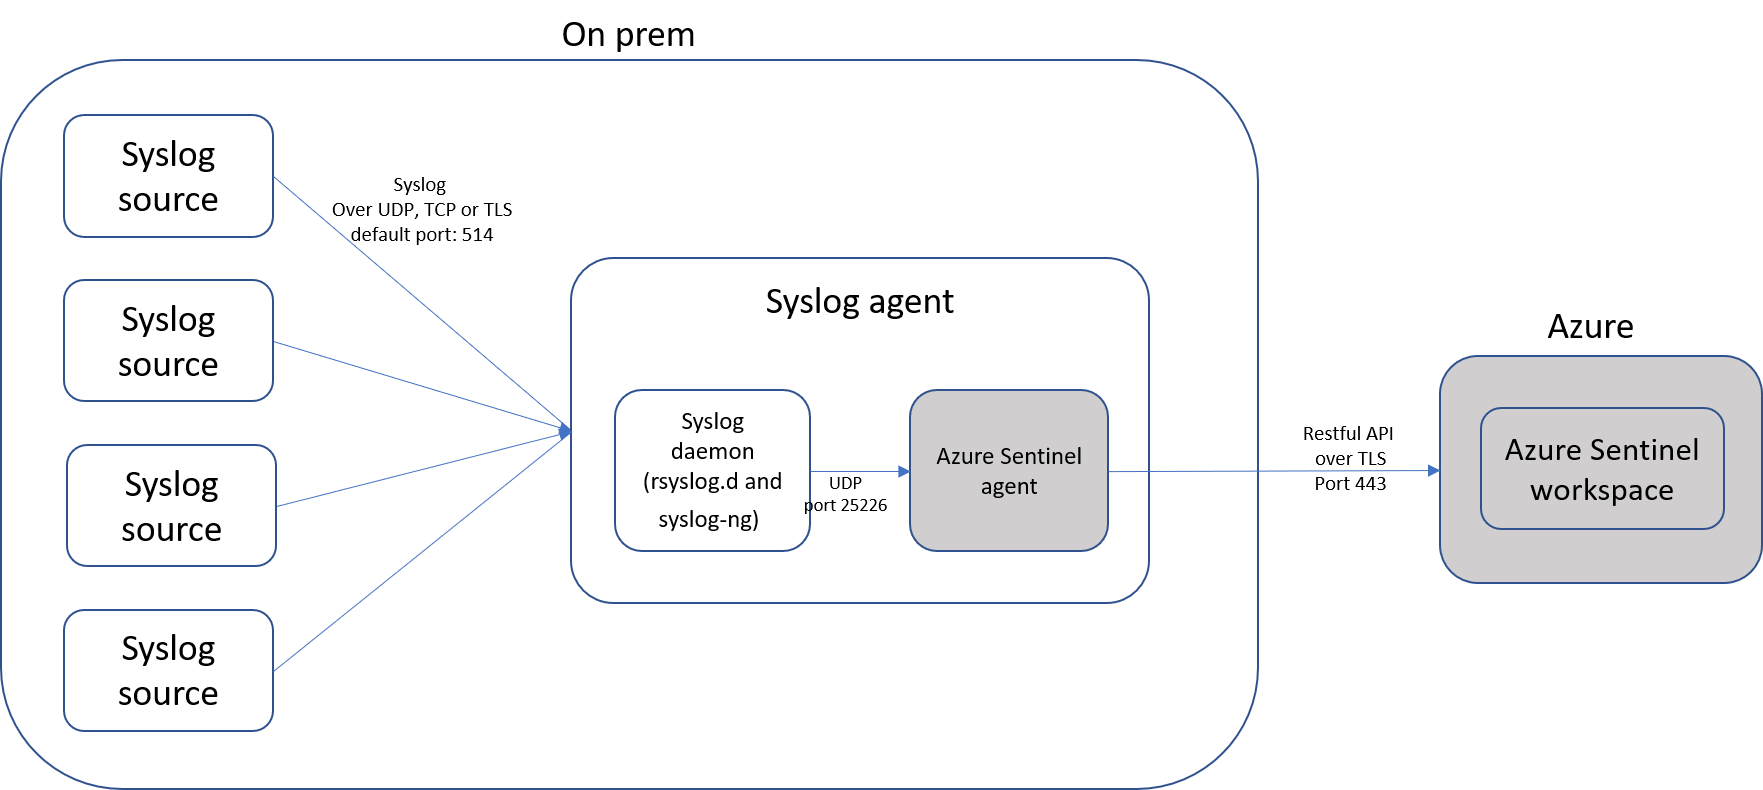 On prem
Syslog
source
Syslog
Over UDP, TCP or TLS
default port: 514
Syslog
source
Syslog
source
Syslog
source
Syslog agent
Syslog
daemon
(rsyslog.d and
syslog-ng)
UDP
port 25226
Azure Sentinel
agent
Restful API
over TLS
Port 443
Azure
Azure Sentinel
workspace